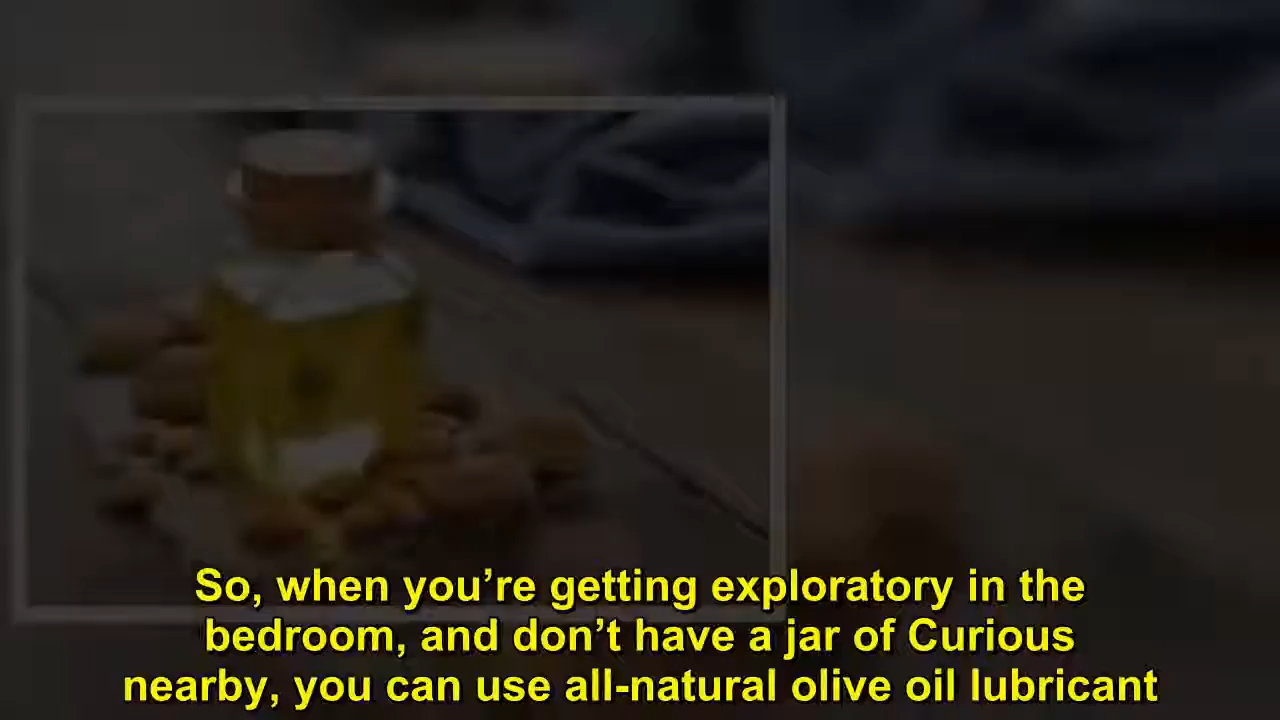 So, when you’re getting exploratory in the
bedroom, and don’t have a jar of Curious
nearby, you can use all-natural olive oil lubricant